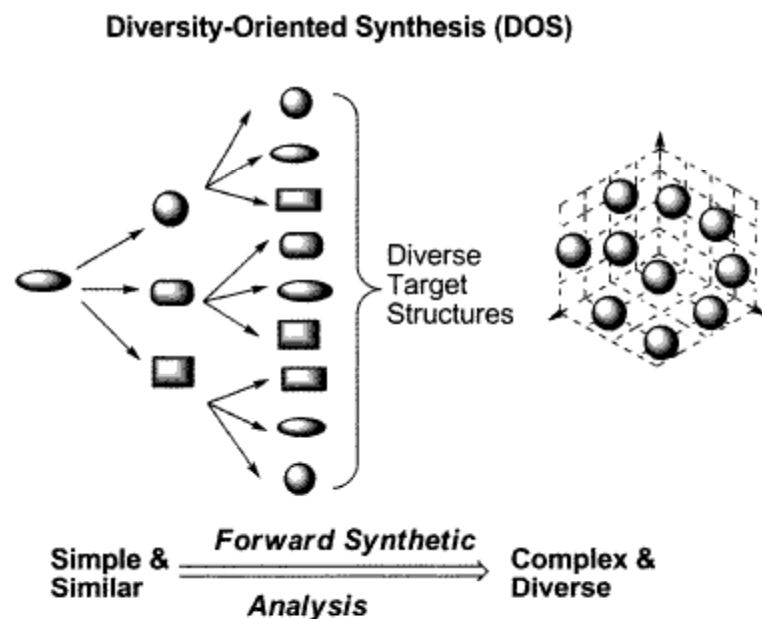 Diversity-Oriented Synthesis (DOS)
Diverse
Target
Structures
Simple &
Similar
Forward Synthetic
Analysis
Complex &
Diverse